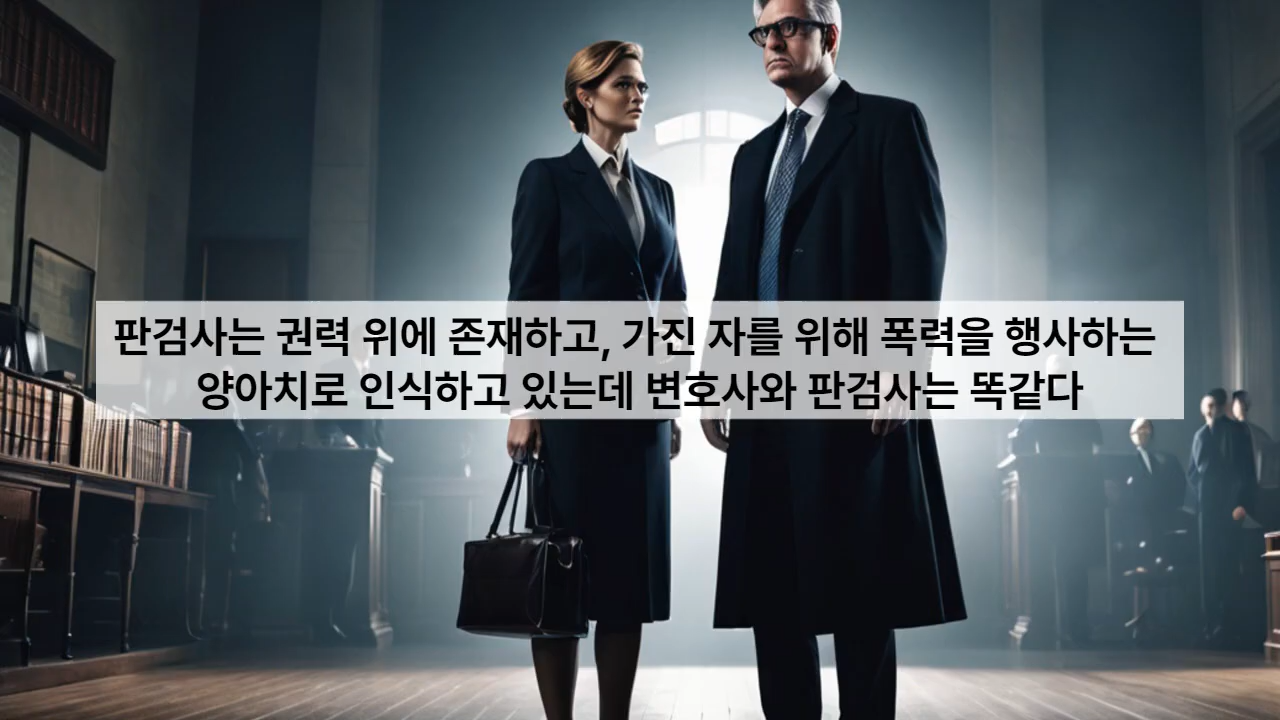 판검사는 권력 위에 존재하고, 가진 자를 위해 폭력을 행사하는
양아치로 인식하고 있는데 변호사와 판검사는 똑같다